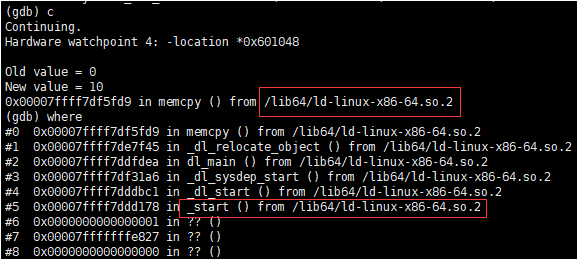 (gdb) c
Continuing.
Hardware watchpoint 4: -location *0x601048

Old value = 0
New value = 10
0x00007ffff7df5fd9 in memcpy () from /lib64/ld-linux-x86-64.so.2
(gdb) where
#0  0x00007ffff7df5fd9 in memcpy () from /lib64/ld-linux-x86-64.so.2
#1  0x00007ffff7de7f45 in _dl_relocate_object () from /lib64/ld-linux-x86-64.so.2
#2  0x00007ffff7ddfdea in dl_main () from /lib64/ld-linux-x86-64.so.2
#3  0x00007ffff7df31a6 in _dl_sysdep_start () from /lib64/ld-linux-x86-64.so.2
#4  0x00007ffff7dddbc1 in _dl_start () from /lib64/ld-linux-x86-64.so.2
#5  0x00007ffff7ddd178 in _start () from /lib64/ld-linux-x86-64.so.2
#6  0x0000000000000001 in ?? ()
#7  0x00007fffffffe827 in ?? ()
#8  0x0000000000000000 in ?? ()